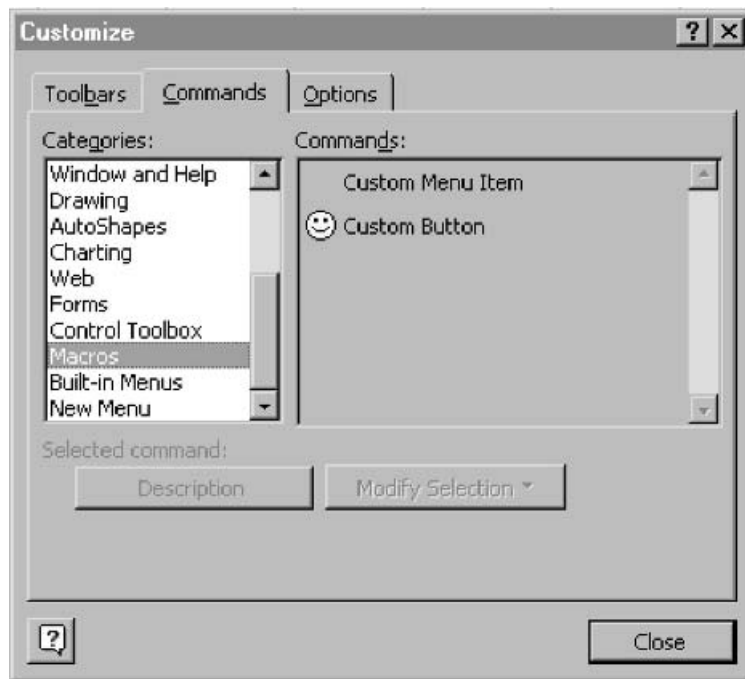 Customize
Toolbars Commands Options
Categories:
Window and Help
Drawing
AutoShapes
Charting
Web
Forms
Control Toolbox
Macros
Built-in Menus
New Menu
Commands:
Custom Menu Item
Custom Button
Selected command:
Description Modify Selection
Close